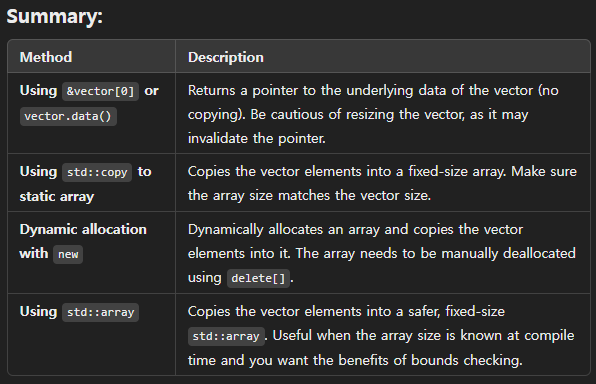 Summary:
Method Description
Using &vector[0] or Returns a pointer to the underlying data of the vector (no
vector.data() copying). Be cautious of resizing the vector, as it may
invalidate the pointer.
Using std::copy to Copies the vector elements into a fixed-size array. Make sure
static array the array size matches the vector size.
Dynamic allocation Dynamically allocates an array and copies the vector
with new elements into it. The array needs to be manually deallocated
using delete[].
Using std::array Copies the vector elements into a safer, fixed-size
std::array. Useful when the array size is known at compile
time and you want the benefits of bounds checking.